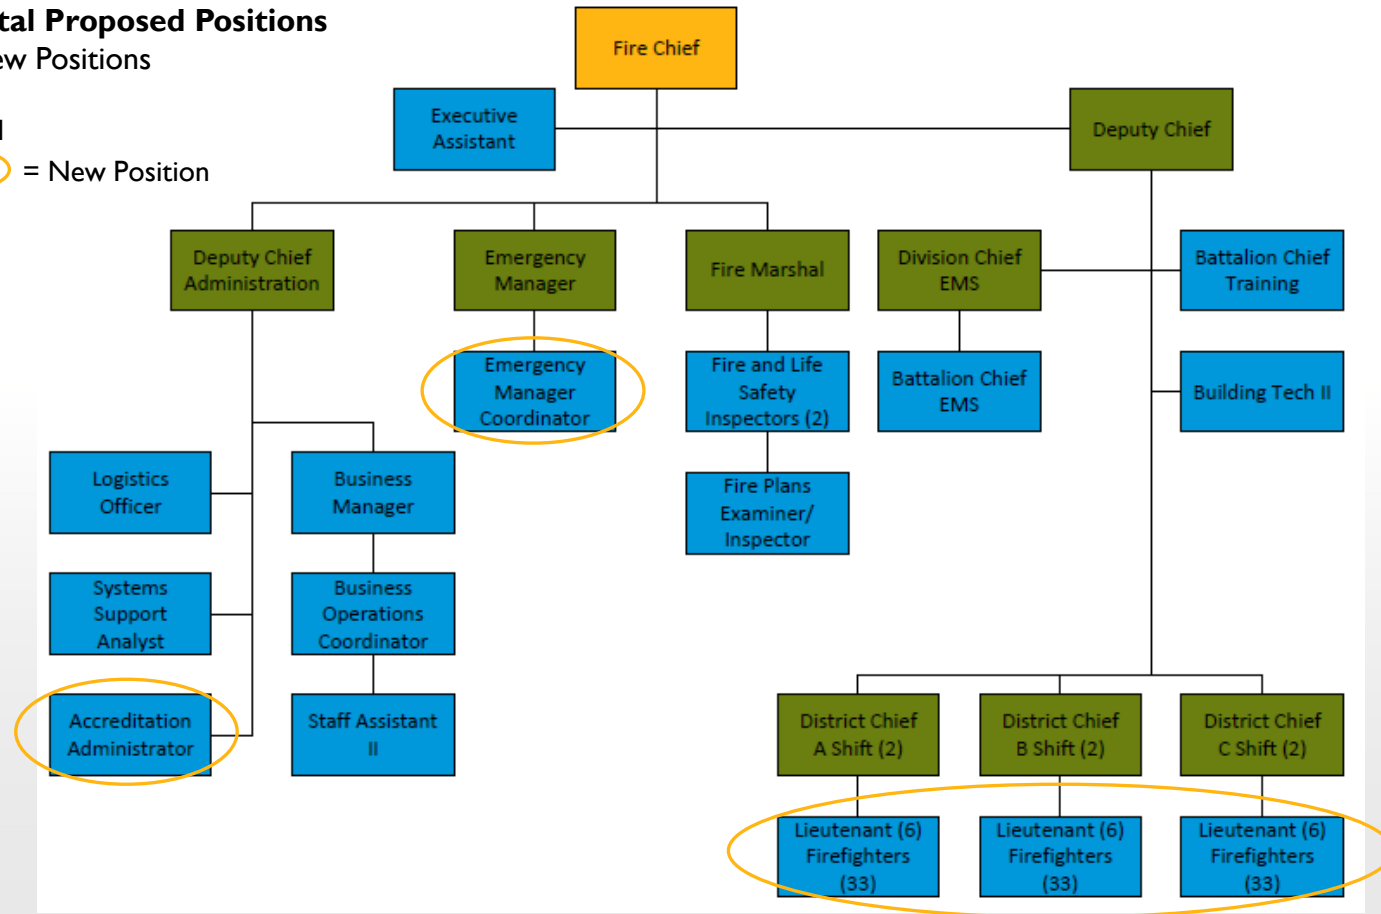 Proposed Positions
Positions
= New Position
Fire Chief
Executive
Assistant
Deputy Chief
Deputy Chief
Administration
Emergency
Manager
Fire Marshal
Division Chief
EMS
Battalion Chief
Training
Emergency
Manager
Coordinator
Fire and Life
Safety
Inspectors (2)
Battalion Chief
EMS
Building Tech II
Logistics
Officer
Business
Manager
Fire Plans
Examiner/
Inspector
Systems
Support
Analyst
Business
Operations
Coordinator
Accreditation
Administrator
Staff Assistant
II
District Chief
A Shift (2)
District Chief
B Shift (2)
District Chief
C Shift (2)
Lieutenant (6)
Firefighters
(33)
Lieutenant (6)
Firefighters
(33)
Lieutenant (6)
Firefighters
(33)